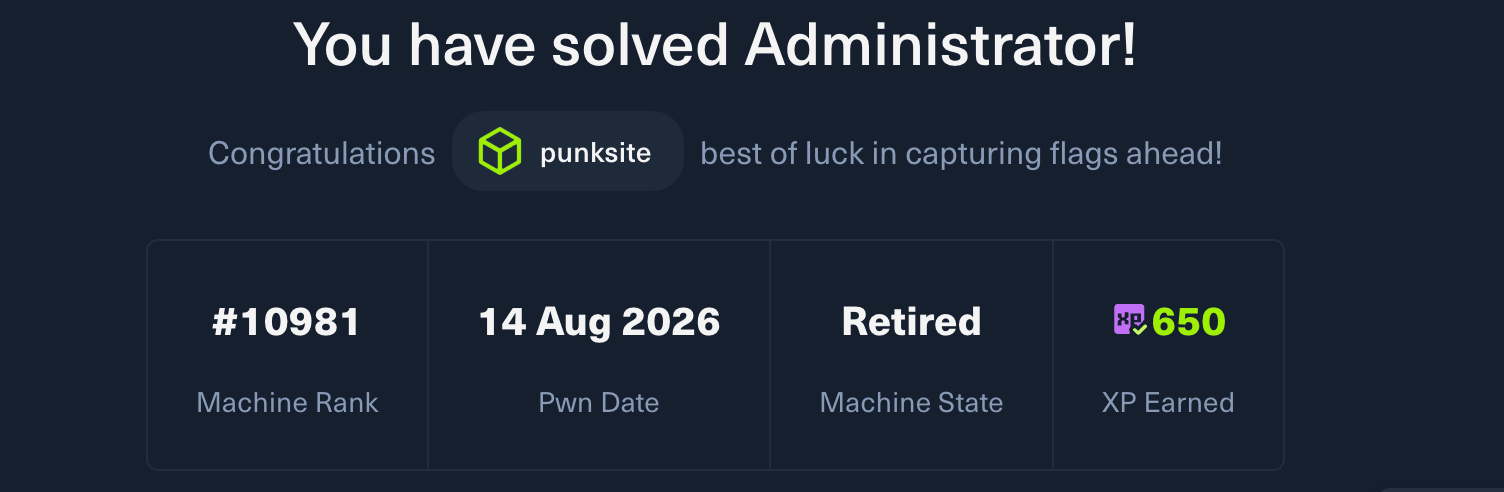 You have solved Administrator!
Congratulations punksite best of luck in capturing flags ahead!
#10981 14 Aug 2026 Retired xp 650
Machine Rank Pwn Date Machine State XP Earned